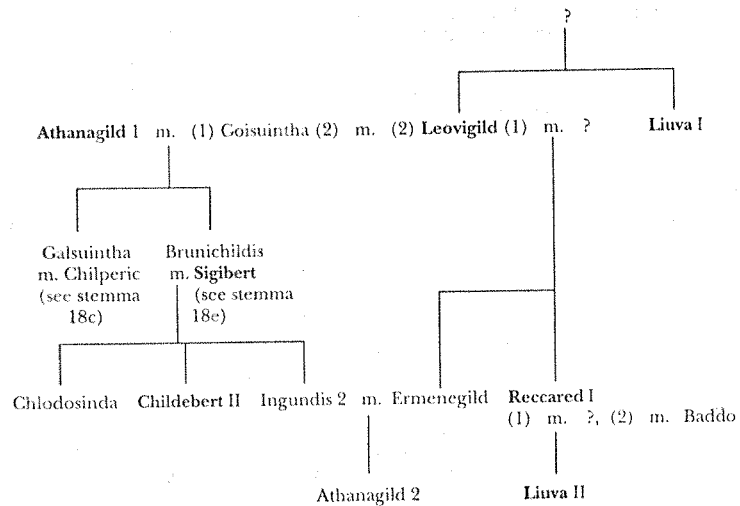 ?
Athanagild 1 m. (1) Goisuintha (2) m. (2) Leovigild (1) m. ? Liuva I
Galsuintha Brunichildis
m. Chilperic m. Sigibert
(see stemma (see stemma
18c) 18e)
Chlodosinda Childebert II Ingundis 2 m. Ermenegild Reccared I
(1) m. ?, (2) m. Baddo
Athanagild 2 Liuva II